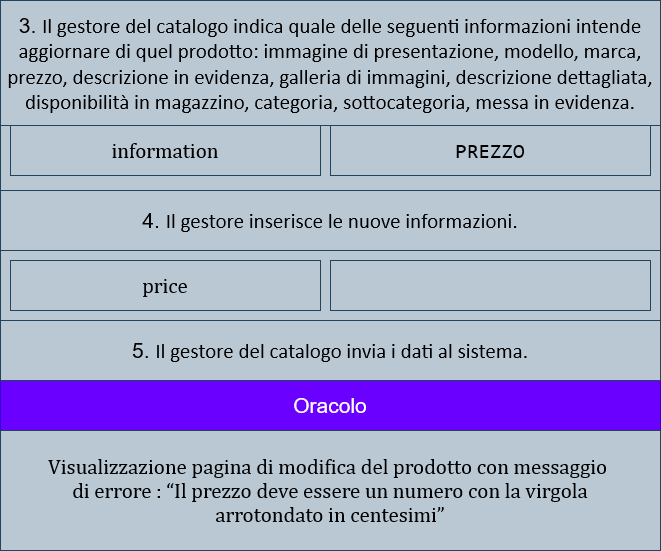 3. Il gestore del catalogo indica quale delle seguenti informazioni intende
aggiornare di quel prodotto: immagine di presentazione, modello, marca,
prezzo, descrizione in evidenza, galleria di immagini, descrizione dettagliata,
disponibilità in magazzino, categoria, sottocategoria, messa in evidenza.
information
PREZZO
4. Il gestore inserisce le nuove informazioni.
price
5. Il gestore del catalogo invia i dati al sistema.
Oracolo
Visualizzazione pagina di modifica del prodotto con messaggio
di errore : “Il prezzo deve essere un numero con la virgola
arrotondato in centesimi”